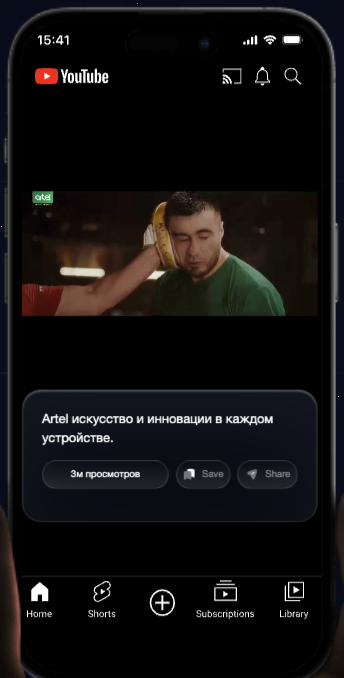 15:41
YouTube
artel
Artel искусство и инновации в каждом
устройстве.
3м просмотров
Save
Share
Home
Shorts
Subscriptions
Library